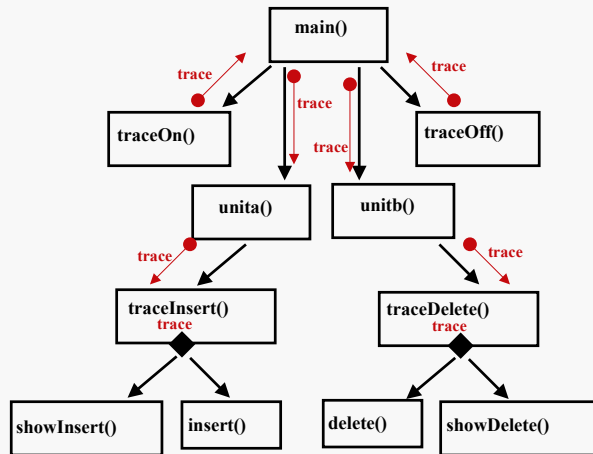 main()
trace
trace
trace
traceOn()
traceOff()
trace
unita()
unitb()
trace
trace
traceInsert()
trace
traceDelete()
trace
showInsert()
insert()
delete()
showDelete()